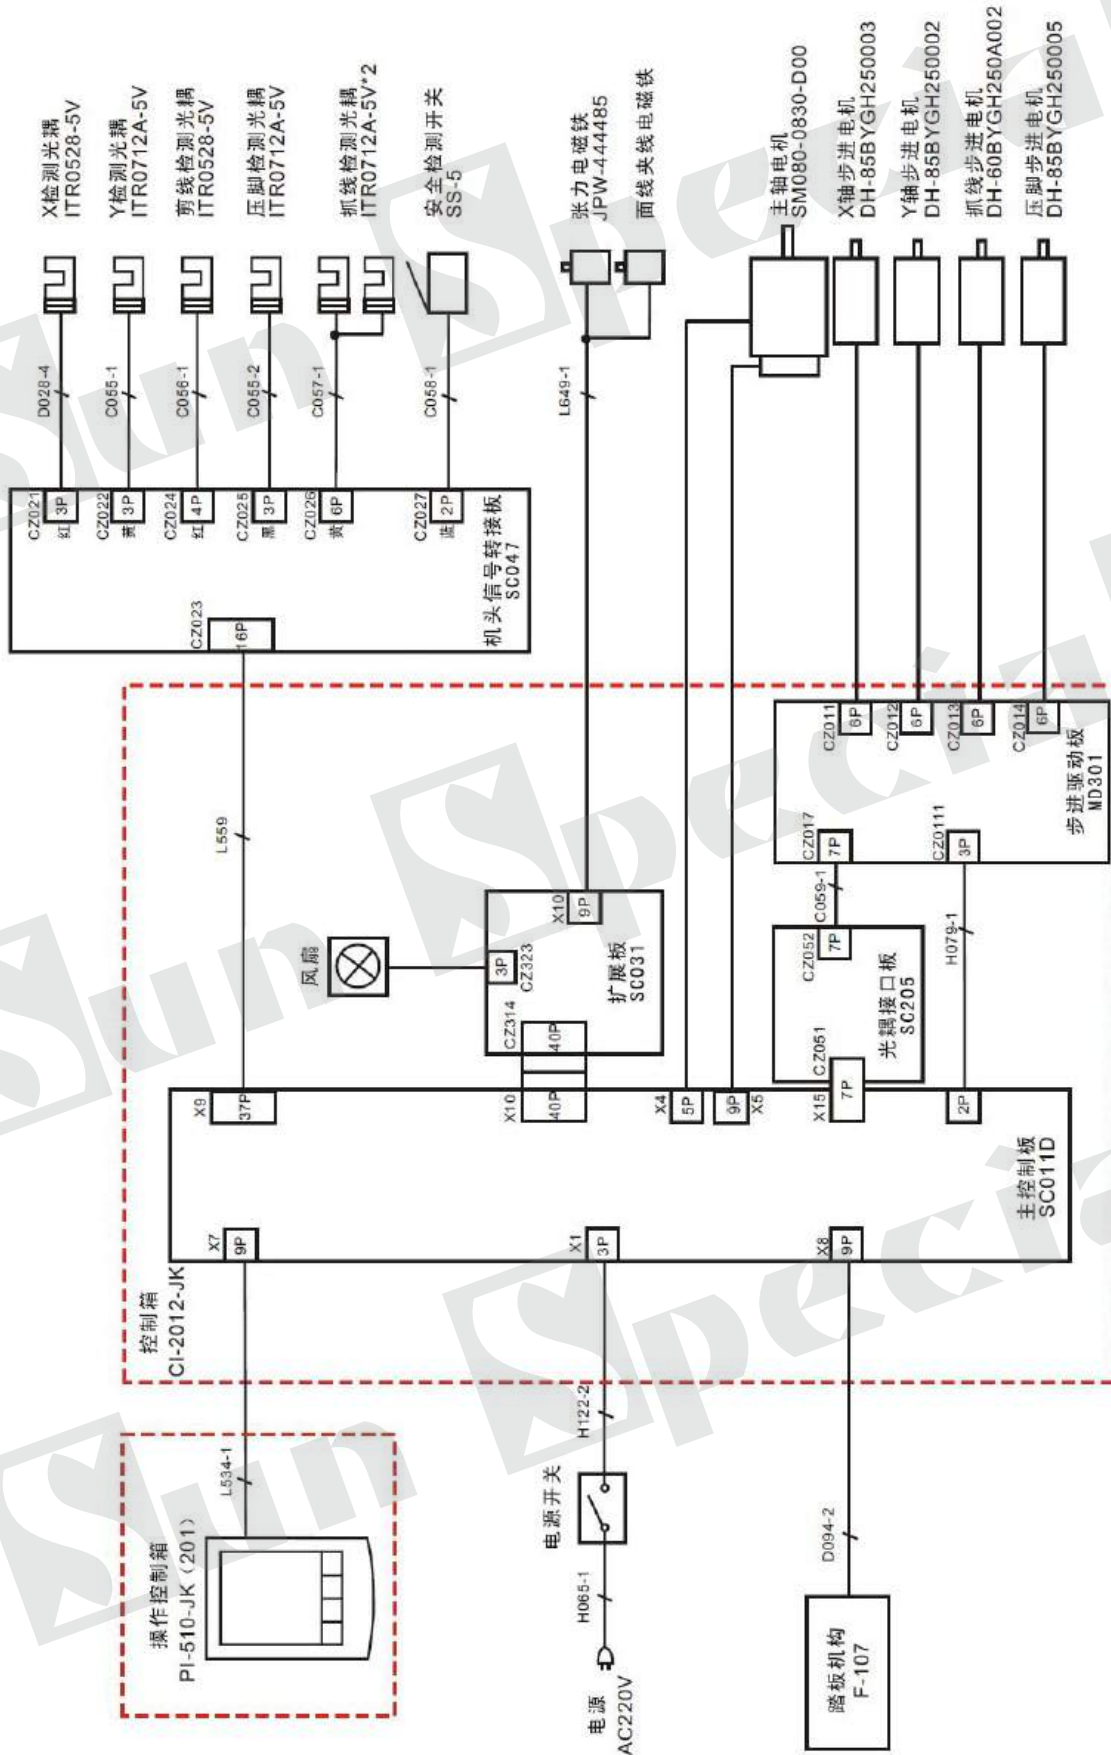 X检测光耦
ITR0528-5V
Y检测光耦
ITR0712A-5V
剪线检测光耦
ITR0528-5V
压脚检测光耦
ITR0712A-5V
抓线检测光耦
ITR0712A-5V*2
安全检测开关
SS-5
张力电磁铁
JPW-444485
面线夹线电磁铁
主轴电机
SM080-0830-D00
X轴步进电机
DH-85BYGH250003
Y轴步进电机
DH-85BYGH250002
抓线步进电机
DH-60BYGH250A002
压脚步进电机
DH-85BYGH250005
D028-4
C055-1
C056-1
C055-2
C057-1
C058-1
L649-1
CZ021
3P
红
CZ022
3P
黄
CZ024
4P
红
CZ025
3P
黑
CZ026
6P
黄
CZ027
2P
蓝
CZ023
16P
机头信号转接板
SC047
L559
风扇
X10
9P
3P
CZ323
CZ314
40P
扩展板
SC031
CZ011
6P
CZ012
6P
CZ013
6P
CZ014
6P
CZ017
7P
CZ0111
3P
步进驱动板
MD301
C059-1
H079-1
CZ052
7P
CZ051
光耦接口板
SC205
X9
37P
X10
40P
X4
5P
9P
X5
X15
7P
2P
X7
9P
X1
3P
X8
9P
主控制板
SC011D
控制箱
CI-2012-JK
L534-1
H122-2
D094-2
操作控制箱
PI-510-JK（201）
电源开关
H065-1
电源
AC220V
踏板机构
F-107
Sun Special
Sun Special
Sun Special